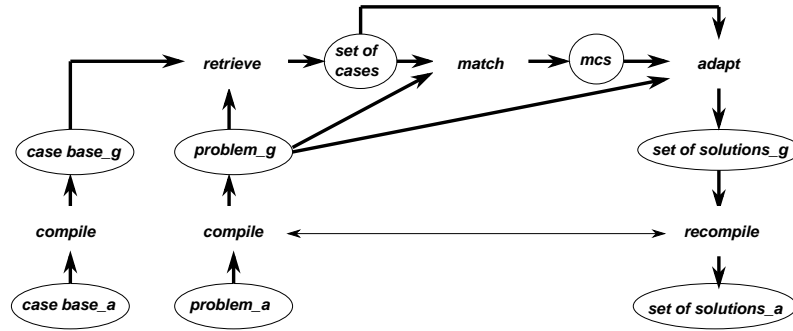 set of
cases
retrieve
match
mcs
adapt
case base_g
problem_g
set of solutions_g
compile
compile
recompile
case base_a
problem_a
set of solutions_a